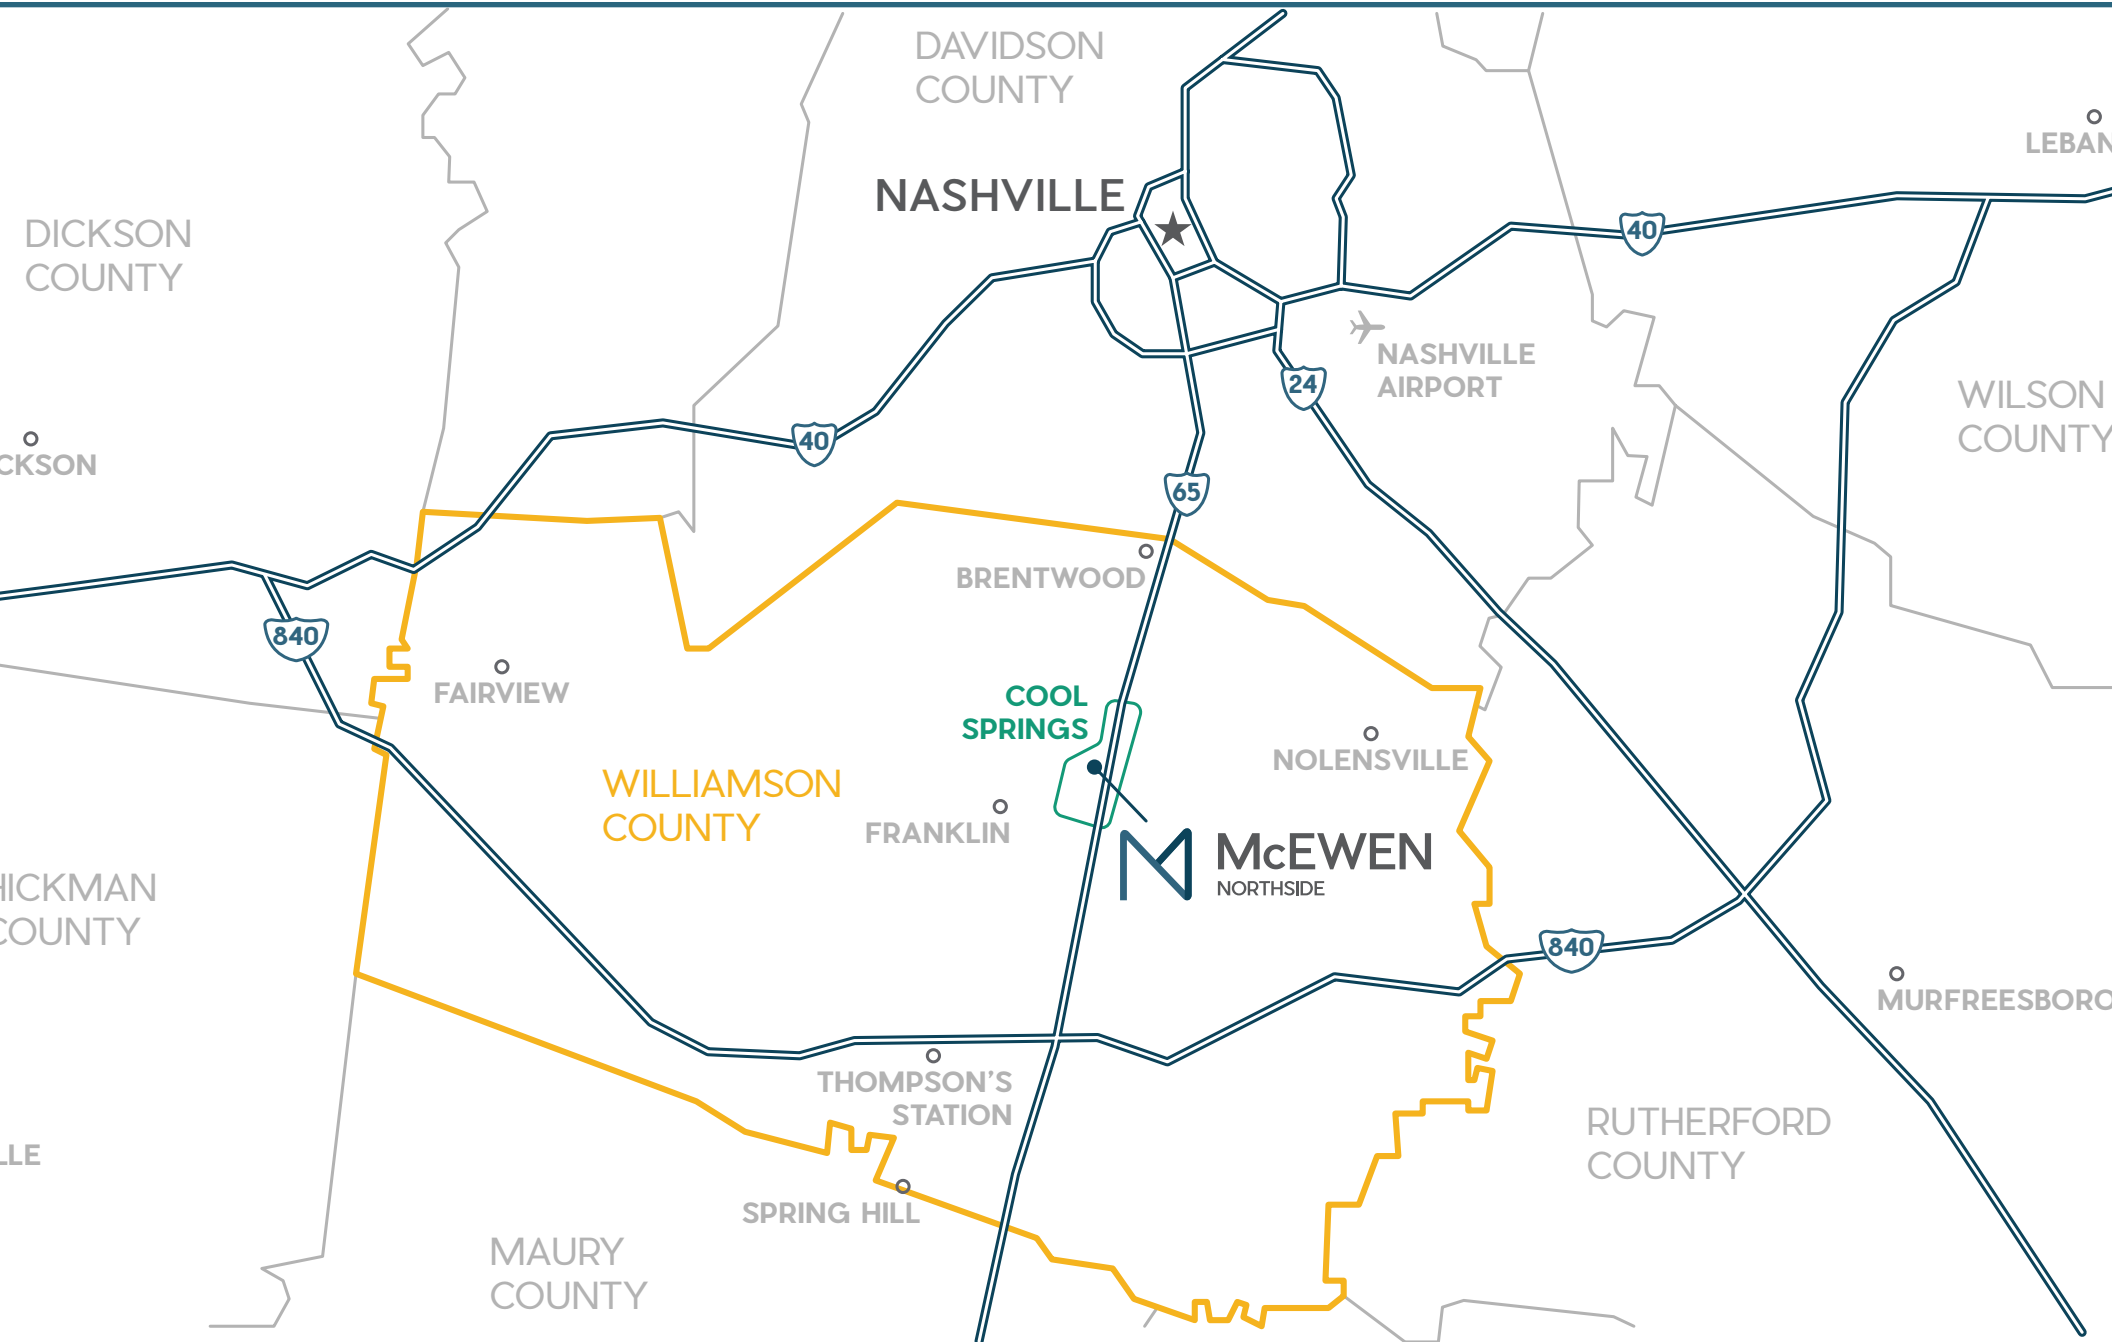 DAVIDSON
COUNTY
LEBAN
NASHVILLE
DICKSON
COUNTY
40
NASHVILLE
AIRPORT
24
WILSON
COUNTY
40
CKSON
65
BRENTWOOD
840
FAIRVIEW
COOL
SPRINGS
NOLENSVILLE
WILLIAMSON
COUNTY
FRANKLIN
McEWEN
NORTHSIDE
HICKMAN
COUNTY
840
MURFREESBORO
THOMPSON'S
STATION
RUTHERFORD
COUNTY
LLE
SPRING HILL
MAURY
COUNTY